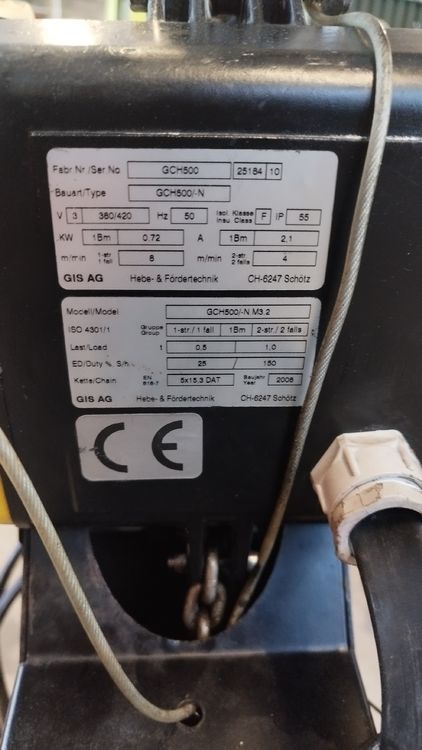 Fabr Nr./Ser No. GCH500 25184 10
Bauart/Type GCH500/-N
V 3 380/420 Hz 50 Isol. Klasse Insu. Class F IP 55
KW 1Bm 0,72 A 1Bm 2,1
m/min 1-str 1 fall 8 m/min 2-str 2 falls 4
GIS AG Hebe- & Fördertechnik CH-6247 Schötz
Modell/Model GCH500/-N M3.2
ISO 4301/1 Gruppe Group 1-str./1 fall 1Bm 2-str./2 falls
Last/Load t 0,5 1,0
ED/Duty %. S/h 25 / 150
Kette/Chain EN 818-7 5x15,3 DAT Baujahr Year 2008
GIS AG Hebe- & Fördertechnik CH-6247 Schötz
CE